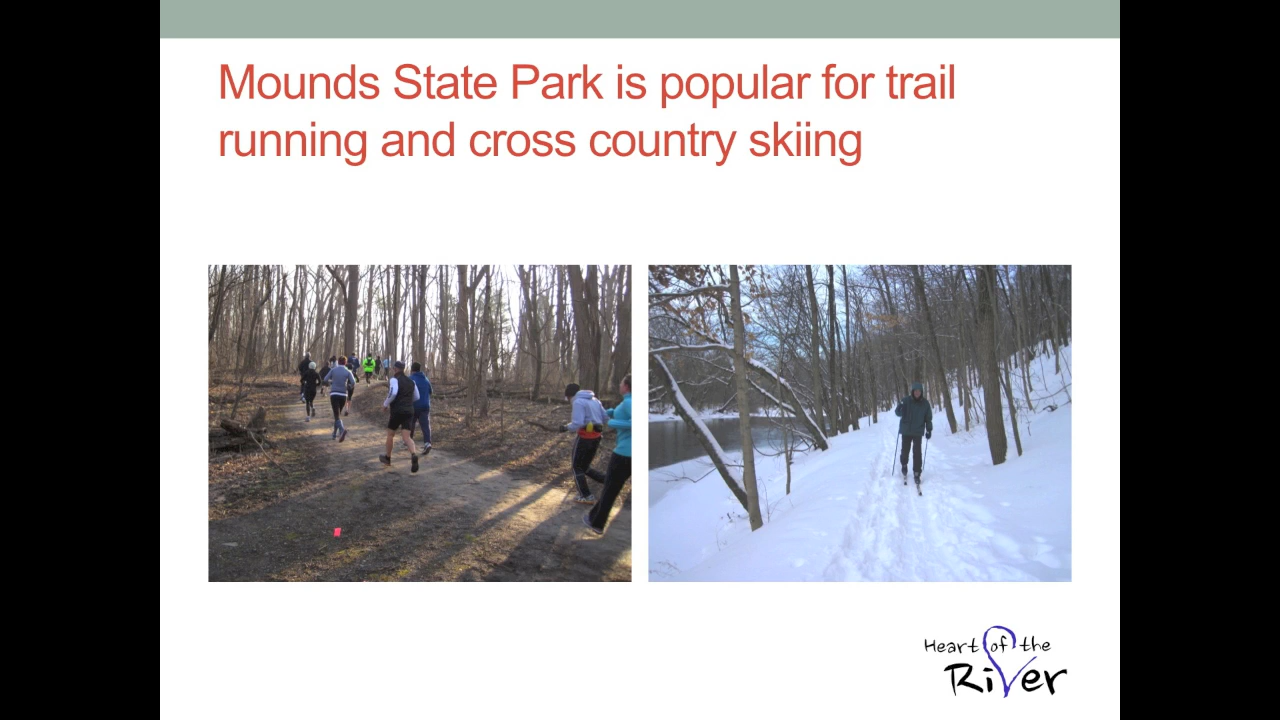 Mounds State Park is popular for trail
running and cross country skiing
Heart of the
River